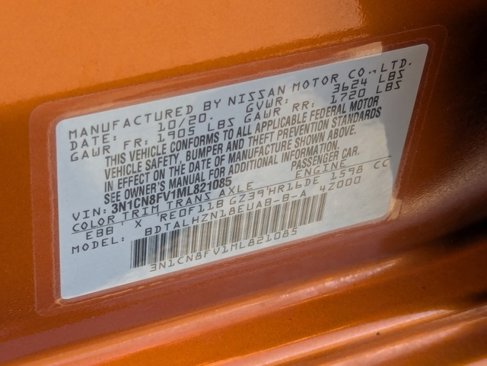 MANUFACTURED BY NISSAN MOTOR CO.,LTD.
DATE: 10/20. GVWR: 3624 LBS
GAWR FR: 1905 LBS GAWR RR: 1720 LBS
THIS VEHICLE CONFORMS TO ALL APPLICABLE FEDERAL MOTOR
VEHICLE SAFETY, BUMPER AND THEFT PREVENTION STANDARDS
IN EFFECT ON THE DATE OF MANUFACTURE SHOWN ABOVE.
SEE OWNER'S MANUAL FOR ADDITIONAL INFORMATION.
VIN: 3N1CN8FV1ML821085 PASSENGER CAR
COLOR TRIM TRANS AXLE ENGINE
EBB X RE0F11B GZ39 HR16DE 1598 CC
MODEL: BDTALHZN18EUA8-B-A 42000
3N1CN8FV1ML821085